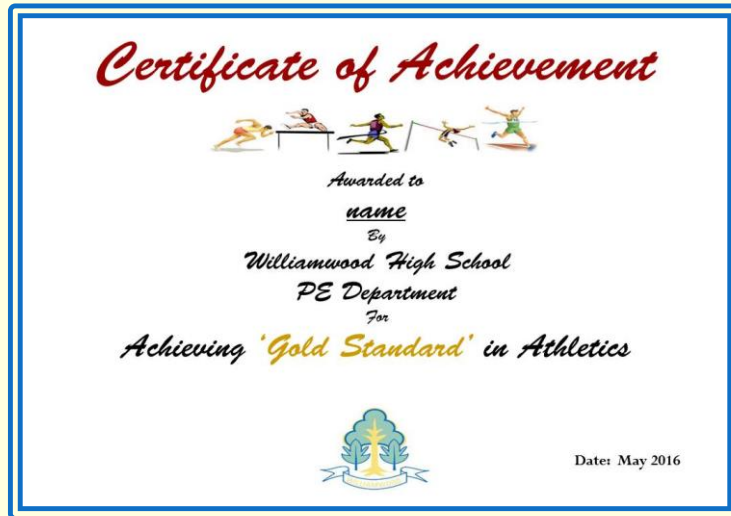 Certificate of Achievement
Awarded to
name
By
Williamwood High School
PE Department
For
Achieving 'Gold Standard' in Athletics
WILLIAMWOOD
Date: May 2016